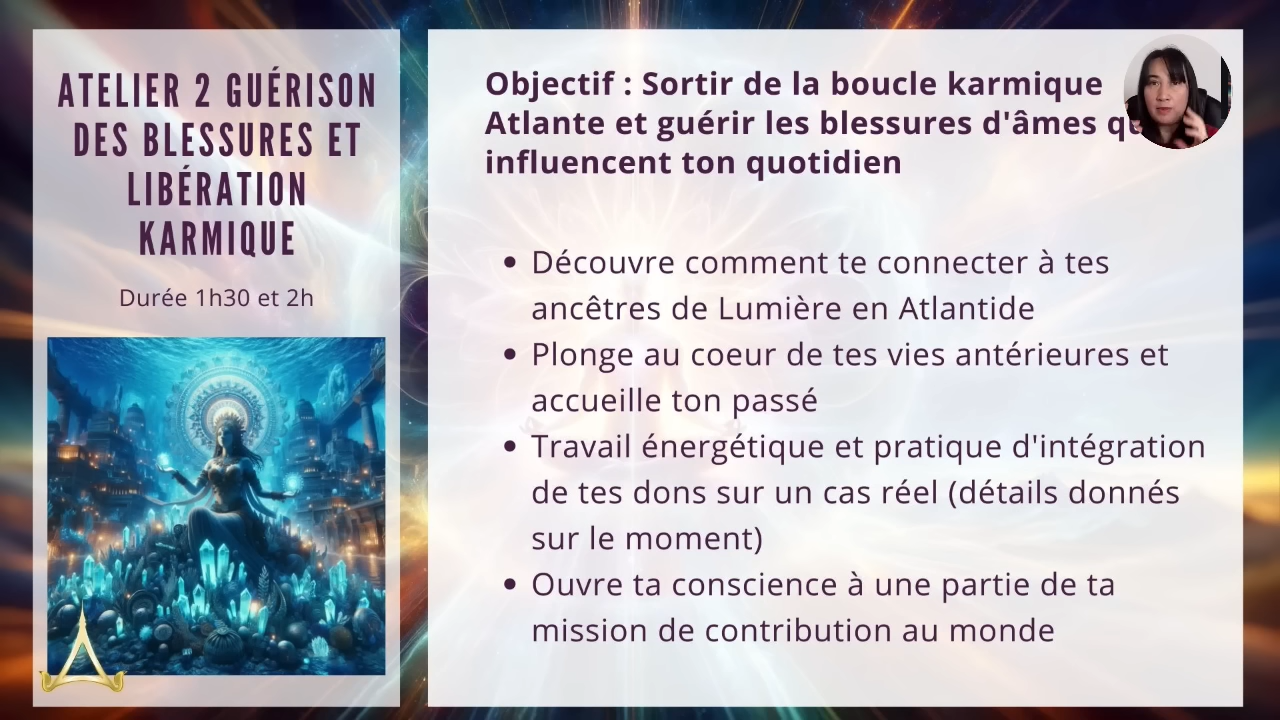 ATELIER 2 GUÉRISON
DES BLESSURES ET
LIBÉRATION
KARMIQUE
Durée 1h30 et 2h
Objectif : Sortir de la boucle karmique
Atlante et guérir les blessures d'âmes
influencent ton quotidien
Découvre comment te connecter à tes
ancêtres de Lumière en Atlantide
Plonge au coeur de tes vies antérieures et
accueille ton passé
Travail énergétique et pratique d'intégration
de tes dons sur un cas réel (détails donnés
sur le moment)
Ouvre ta conscience à une partie de ta
mission de contribution au monde